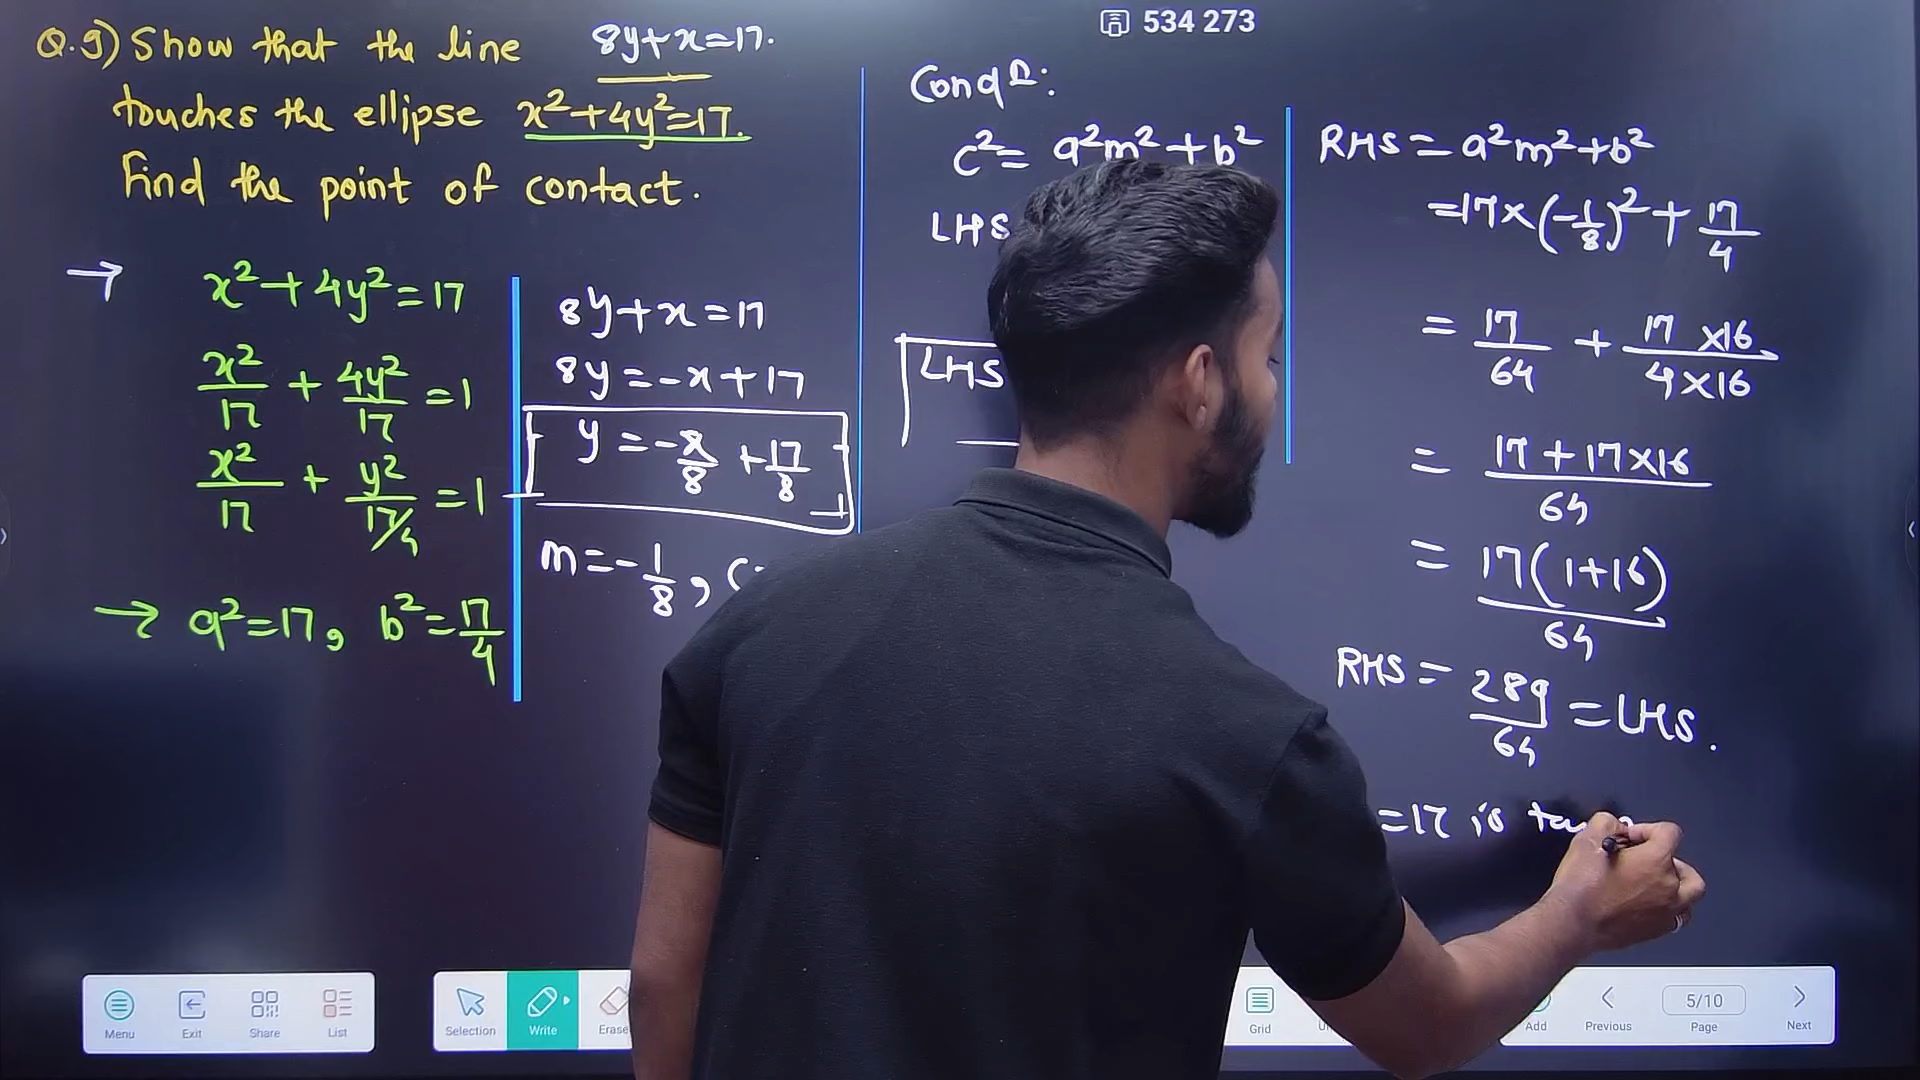 534 273
Q.9) Show that the line 8y+x=17.
touches the ellipse x²+4y²=17.
Find the point of contact.
→ x²+4y²=17
x²/17 + 4y²/17 =1
x²/17 + y²/17/4 =1
→ a²=17, b²=17/4
8y+x=17
8y=-x+17
y=-x/8+17/8
m=-1/8, c
Condⁿ:
c²= a²m²+b²
LHS
LHS
RHS = a²m²+b²
=17×(-1/8)²+ 17/4
= 17/64 + 17×16/4×16
= 17+17×16/64
= 17(1+16)/64
RHS = 289/64 = LHS.
=17 is
Menu
Exit
Share
List
Selection
Write
Erase
Grid
Add
Previous
5/10
Page
Next